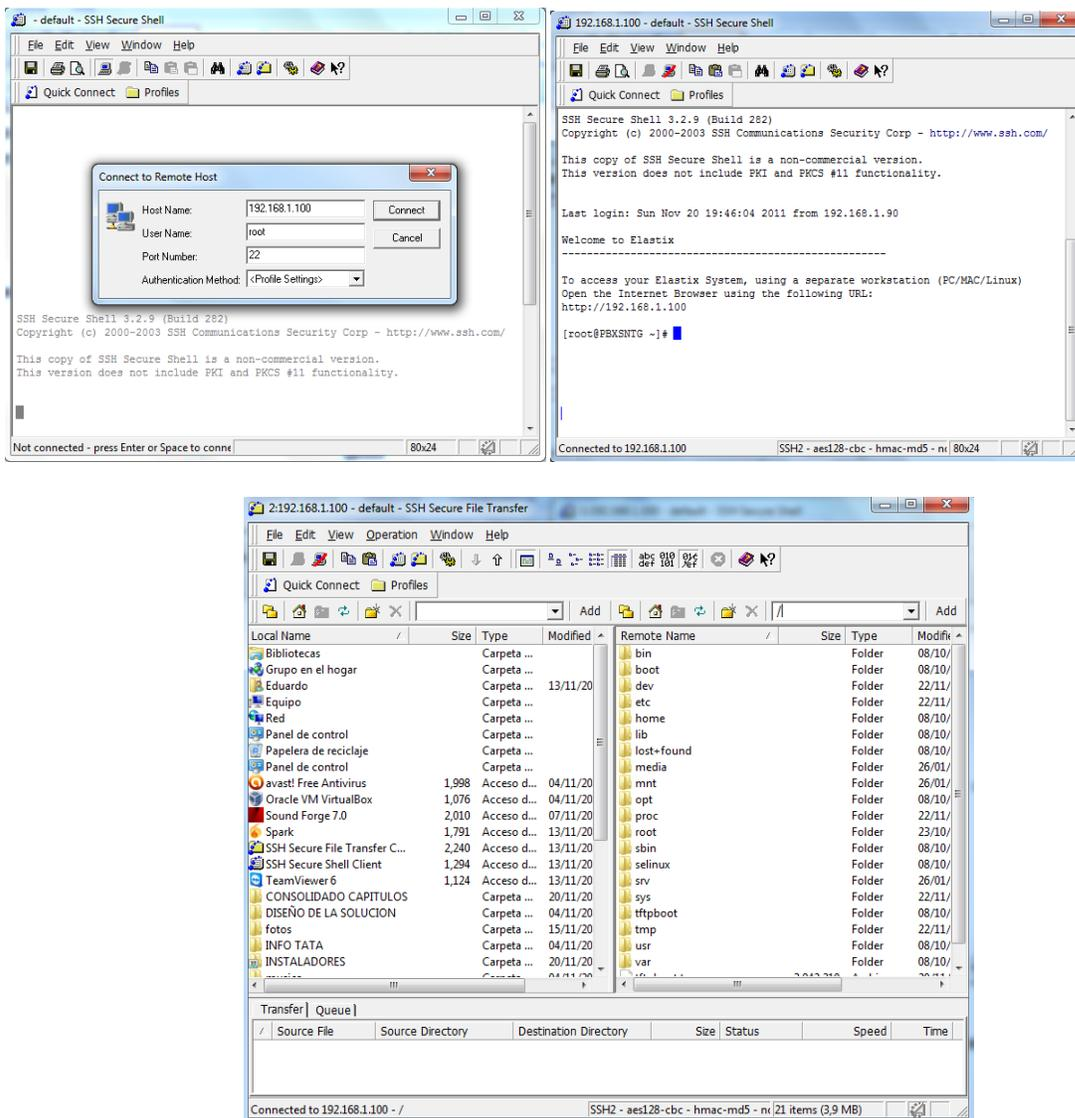 - default - SSH Secure Shell
File Edit View Window Help
Quick Connect Profiles
Connect to Remote Host
Host Name: 192.168.1.100 Connect
User Name: root Cancel
Port Number: 22
Authentication Method: <Profile Settings>
SSH Secure Shell 3.2.9 (Build 282)
Copyright (c) 2000-2003 SSH Communications Security Corp - http://www.ssh.com/
This copy of SSH Secure Shell is a non-commercial version.
This version does not include PKI and PKCS #11 functionality.
Not connected - press Enter or Space to conne 80x24
192.168.1.100 - default - SSH Secure Shell
File Edit View Window Help
Quick Connect Profiles
SSH Secure Shell 3.2.9 (Build 282)
Copyright (c) 2000-2003 SSH Communications Security Corp - http://www.ssh.com/
This copy of SSH Secure Shell is a non-commercial version.
This version does not include PKI and PKCS #11 functionality.
Last login: Sun Nov 20 19:46:04 2011 from 192.168.1.90
Welcome to Elastix
----------------------------------------------------
To access your Elastix System, using a separate workstation (PC/MAC/Linux)
Open the Internet Browser using the following URL:
http://192.168.1.100
[root@PBXSNTG ~]#
Connected to 192.168.1.100 SSH2 - aes128-cbc - hmac-md5 - nc 80x24
2:192.168.1.100 - default - SSH Secure File Transfer
File Edit View Operation Window Help
Quick Connect Profiles
Add / Add
Local Name / Size Type Modified
Bibliotecas Carpeta ...
Grupo en el hogar Carpeta ...
Eduardo Carpeta ... 13/11/20
Equipo Carpeta ...
Red Carpeta ...
Panel de control Carpeta ...
Papelera de reciclaje Carpeta ...
Panel de control Carpeta ...
avast! Free Antivirus 1,998 Acceso d... 04/11/20
Oracle VM VirtualBox 1,076 Acceso d... 04/11/20
Sound Forge 7.0 2,010 Acceso d... 07/11/20
Spark 1,791 Acceso d... 13/11/20
SSH Secure File Transfer C... 2,240 Acceso d... 13/11/20
SSH Secure Shell Client 1,294 Acceso d... 13/11/20
TeamViewer 6 1,124 Acceso d... 13/11/20
CONSOLIDADO CAPITULOS Carpeta ... 20/11/20
DISEÑO DE LA SOLUCION Carpeta ... 04/11/20
fotos Carpeta ... 15/11/20
INFO TATA Carpeta ... 04/11/20
INSTALADORES Carpeta ... 20/11/20
Remote Name / Size Type Modifie
bin Folder 08/10/
boot Folder 08/10/
dev Folder 22/11/
etc Folder 22/11/
home Folder 08/10/
lib Folder 08/10/
lost+found Folder 08/10/
media Folder 26/01/
mnt Folder 26/01/
opt Folder 08/10/
proc Folder 22/11/
root Folder 23/10/
sbin Folder 08/10/
selinux Folder 08/10/
srv Folder 26/01/
sys Folder 22/11/
tftpboot Folder 08/10/
tmp Folder 22/11/
usr Folder 08/10/
var Folder 08/10/
Transfer Queue
/ Source File Source Directory Destination Directory Size Status Speed Time
Connected to 192.168.1.100 - / SSH2 - aes128-cbc - hmac-md5 - nc 21 items (3,9 MB)